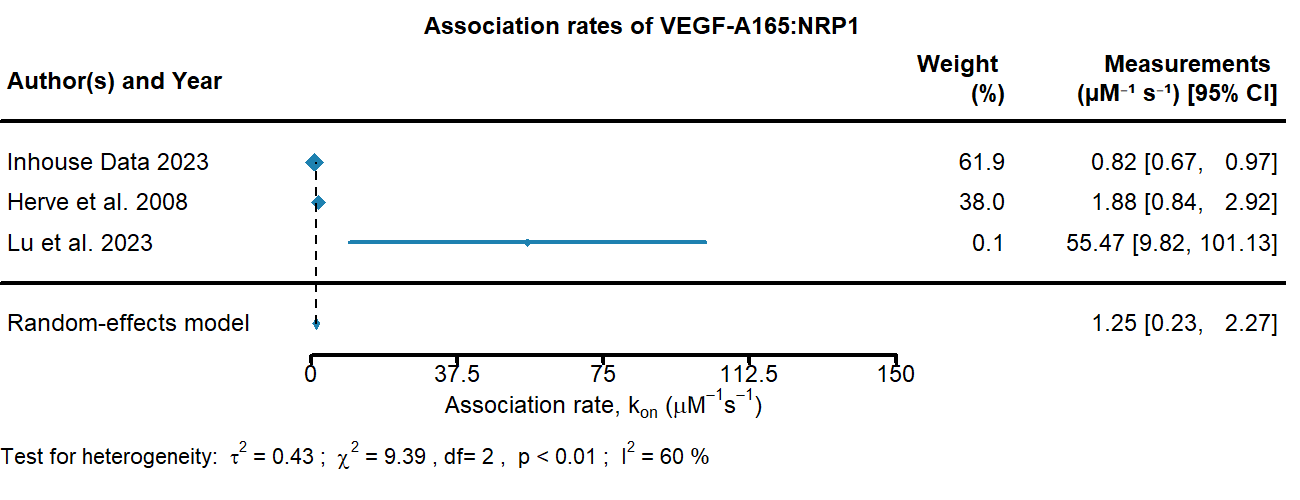 Association rates of VEGF-A165:NRP1
Author(s) and Year Weight (%) Measurements (μM⁻¹ s⁻¹) [95% CI]
Inhouse Data 2023 61.9 0.82 [0.67, 0.97]
Herve et al. 2008 38.0 1.88 [0.84, 2.92]
Lu et al. 2023 0.1 55.47 [9.82, 101.13]
Random-effects model 1.25 [0.23, 2.27]
0 37.5 75 112.5 150
Association rate, kon (μM⁻¹s⁻¹)
Test for heterogeneity: τ² = 0.43 ; χ² = 9.39 , df= 2 , p < 0.01 ; I² = 60 %